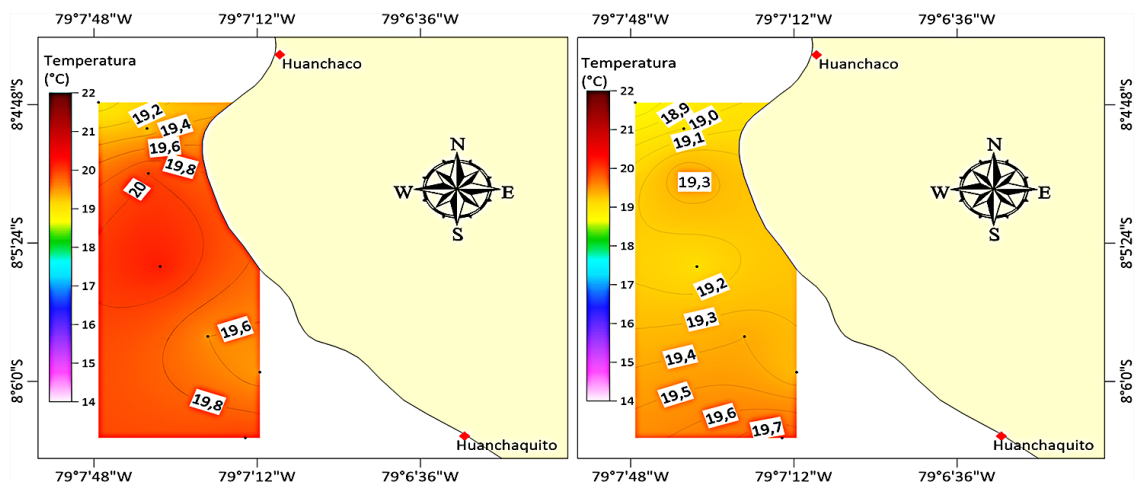 79°7'48"W 79°7'12"W 79°6'36"W 79°7'48"W 79°7'12"W 79°6'36"W
Temperatura
(°C)
22
21
20
19
18
17
16
15
14
19,2
19,4
19,6
19,8
20
19,6
19,8
Huanchaco
N
W E
S
Huanchaquito
8°4'48"S
8°5'24"S
8°6'0"S
Temperatura
(°C)
22
21
20
19
18
17
16
15
14
18,9
19,0
19,1
19,3
19,2
19,3
19,4
19,5
19,6
19,7
Huanchaco
N
W E
S
Huanchaquito
8°4'48"S
8°5'24"S
8°6'0"S
79°7'48"W 79°7'12"W 79°6'36"W 79°7'48"W 79°7'12"W 79°6'36"W